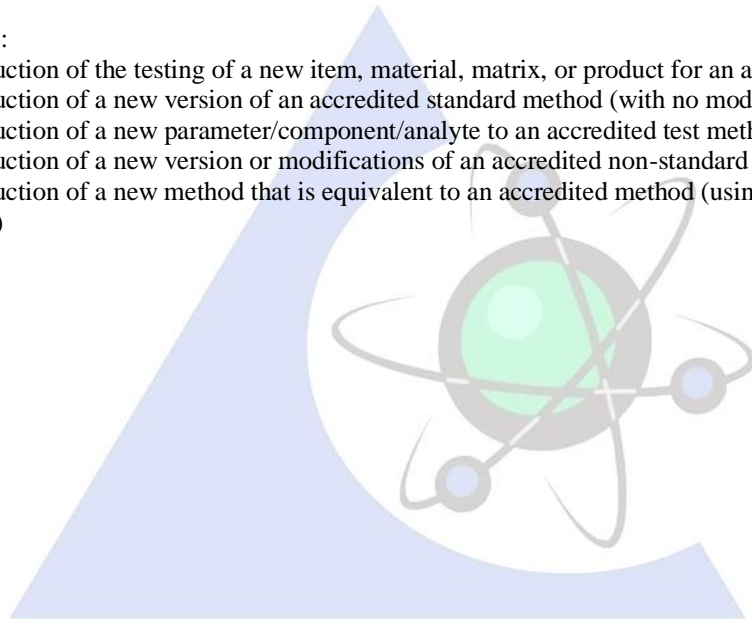 :
uction of the testing of a new item, material, matrix, or product for an a
uction of a new version of an accredited standard method (with no mod
uction of a new parameter/component/analyte to an accredited test meth
uction of a new version or modifications of an accredited non-standard
uction of a new method that is equivalent to an accredited method (usin
)